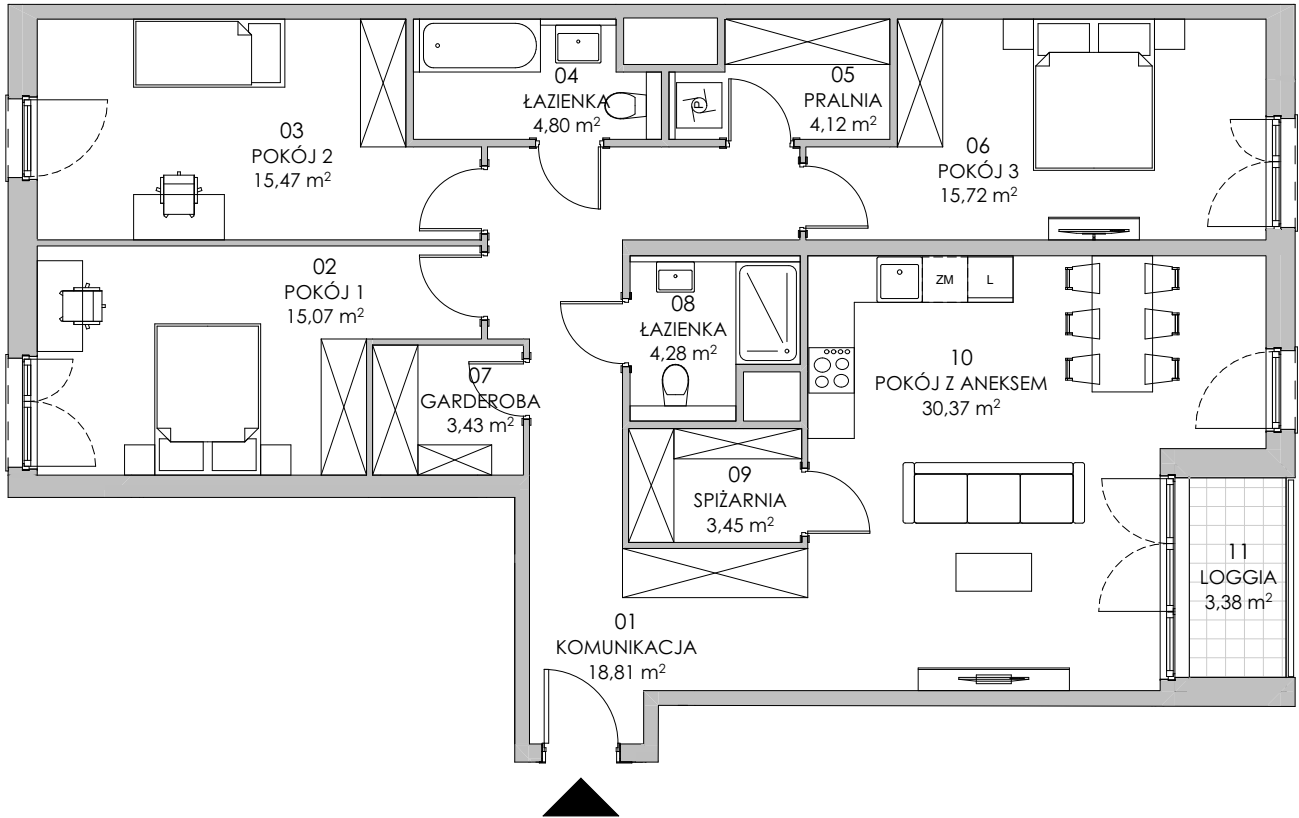 03
POKÓJ 2
15,47 m²
04
ŁAZIENKA
4,80 m²
P
05
PRALNIA
4,12 m²
06
POKÓJ 3
15,72 m²
02
POKÓJ 1
15,07 m²
07
GARDEROBA
3,43 m²
08
ŁAZIENKA
4,28 m²
ZM
L
10
POKÓJ Z ANEKSEM
30,37 m²
09
SPIŻARNIA
3,45 m²
11
LOGGIA
3,38 m²
01
KOMUNIKACJA
18,81 m²